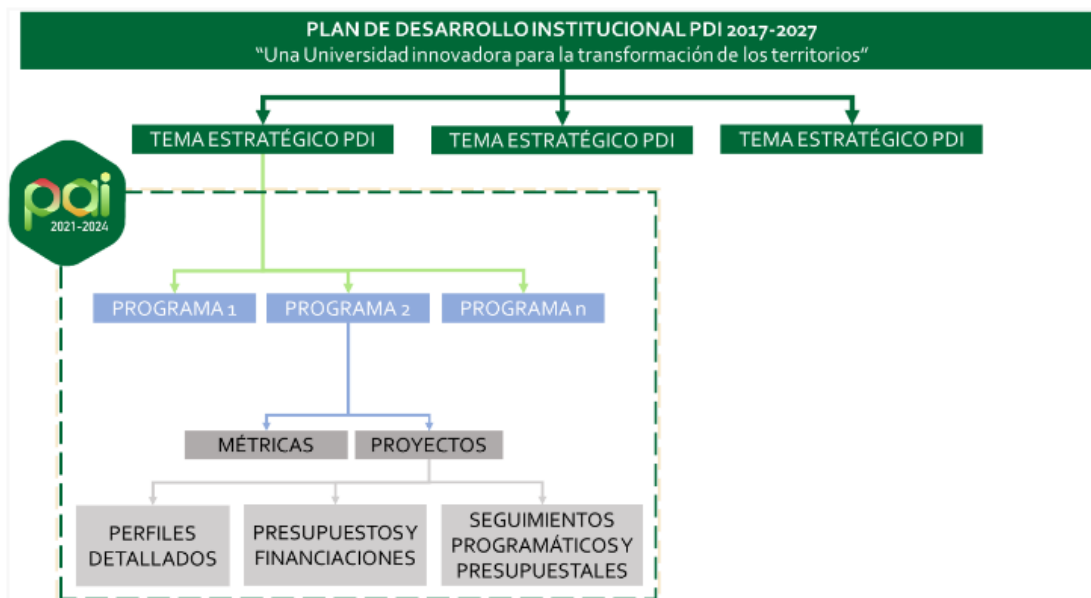 PLAN DE DESARROLLO INSTITUCIONAL PDI 2017-2027
“Una Universidad innovadora para la transformación de los territorios“
TEMA ESTRATÉGICO PDI
TEMA ESTRATÉGICO PDI
TEMA ESTRATÉGICO PDI
pai
2021-2024
PROGRAMA 1
PROGRAMA 2
PROGRAMA n
MÉTRICAS
PROYECTOS
PERFILES
DETALLADOS
PRESUPUESTOS Y
FINANCIACIONES
SEGUIMIENTOS
PROGRAMÁTICOS Y
PRESUPUESTALES